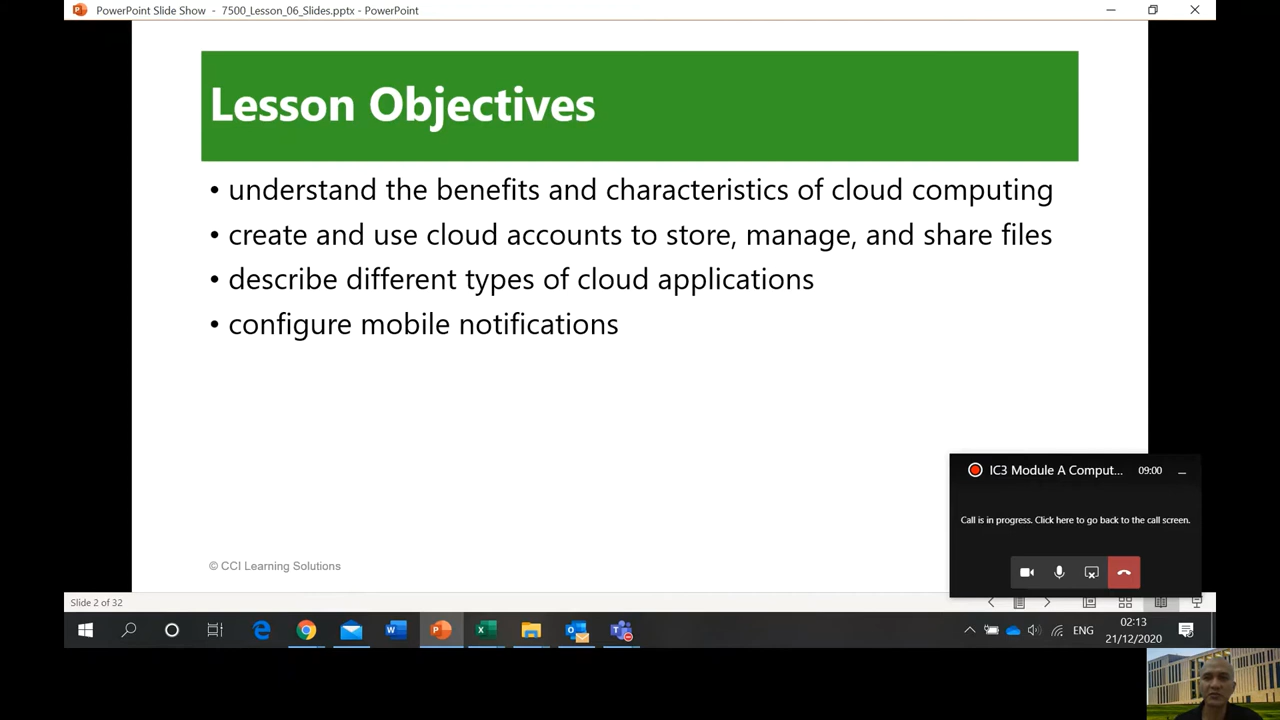 PowerPoint Slide Show - 7500_Lesson_06_Slides.pptx - PowerPoint
Lesson Objectives
• understand the benefits and characteristics of cloud computing
• create and use cloud accounts to store, manage, and share files
• describe different types of cloud applications
• configure mobile notifications
IC3 Module A Comput... 09:00
Call is in progress. Click here to go back to the call screen.
© CCI Learning Solutions
Slide 2 of 32
ENG
02:13
21/12/2020